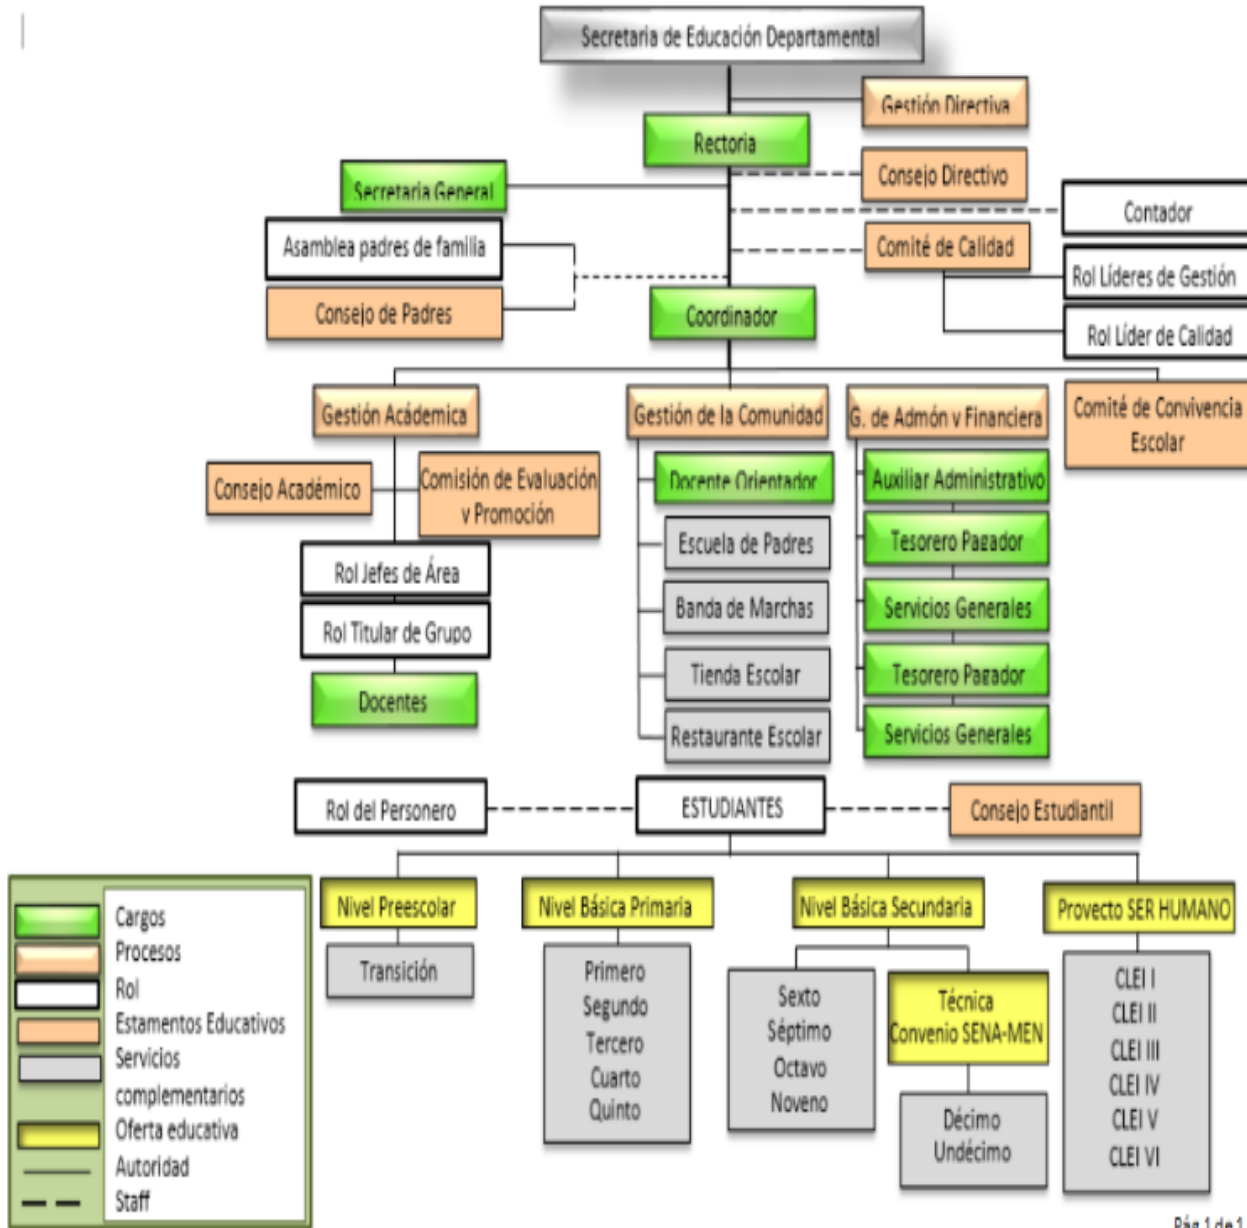 Secretaria de Educación Departamental
Gestión Directiva
Rectoria
Consejo Directivo
Secretaria General
Contador
Asamblea padres de familia
Comité de Calidad
Rol Líderes de Gestión
Consejo de Padres
Coordinador
Rol Líder de Calidad
Gestión Acádemica
Gestión de la Comunidad
G. de Admón y Financiera
Comité de Convivencia
Escolar
Consejo Académico
Comisión de Evaluación
y Promoción
Docente Orientador
Auxiliar Administrativo
Escuela de Padres
Tesorero Pagador
Rol Jefes de Área
Banda de Marchas
Servicios Generales
Rol Titular de Grupo
Tienda Escolar
Tesorero Pagador
Docentes
Restaurante Escolar
Servicios Generales
Rol del Personero
ESTUDIANTES
Consejo Estudiantil
Nivel Preescolar
Nivel Básica Primaria
Nivel Básica Secundaria
Proyecto SER HUMANO
Transición
Primero
Segundo
Tercero
Cuarto
Quinto
Sexto
Séptimo
Octavo
Noveno
Técnica
Convenio SENA-MEN
Décimo
Undécimo
CLEI I
CLEI II
CLEI III
CLEI IV
CLEI V
CLEI VI
Cargos
Procesos
Rol
Estamentos Educativos
Servicios
complementarios
Oferta educativa
Autoridad
Staff
Pág 1 de 1